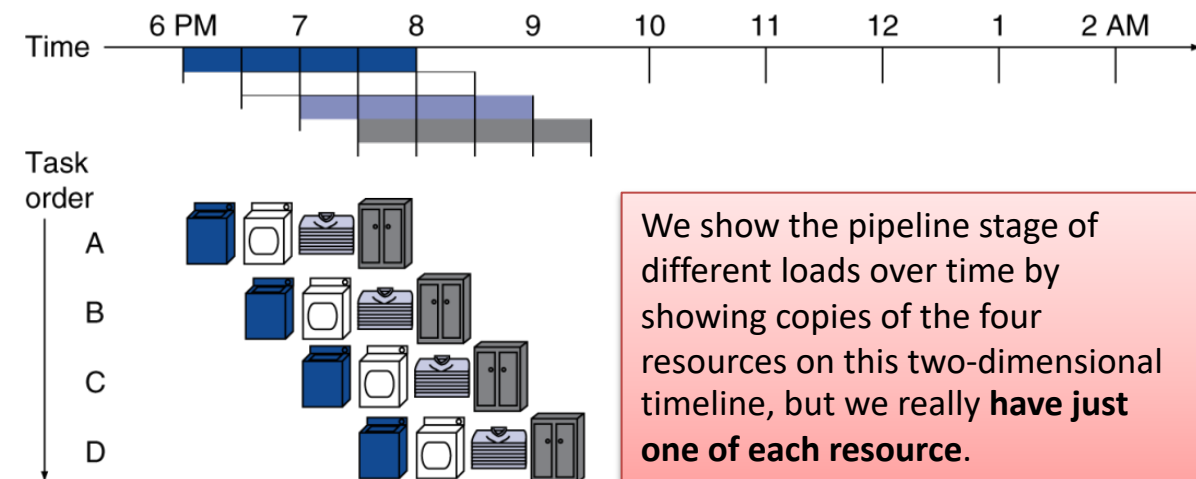 6 PM 7 8 9 10 11 12 1 2 AM
Time
Task
order
A
B
C
D
We show the pipeline stage of
different loads over time by
showing copies of the four
resources on this two-dimensional
timeline, but we really have just
one of each resource.